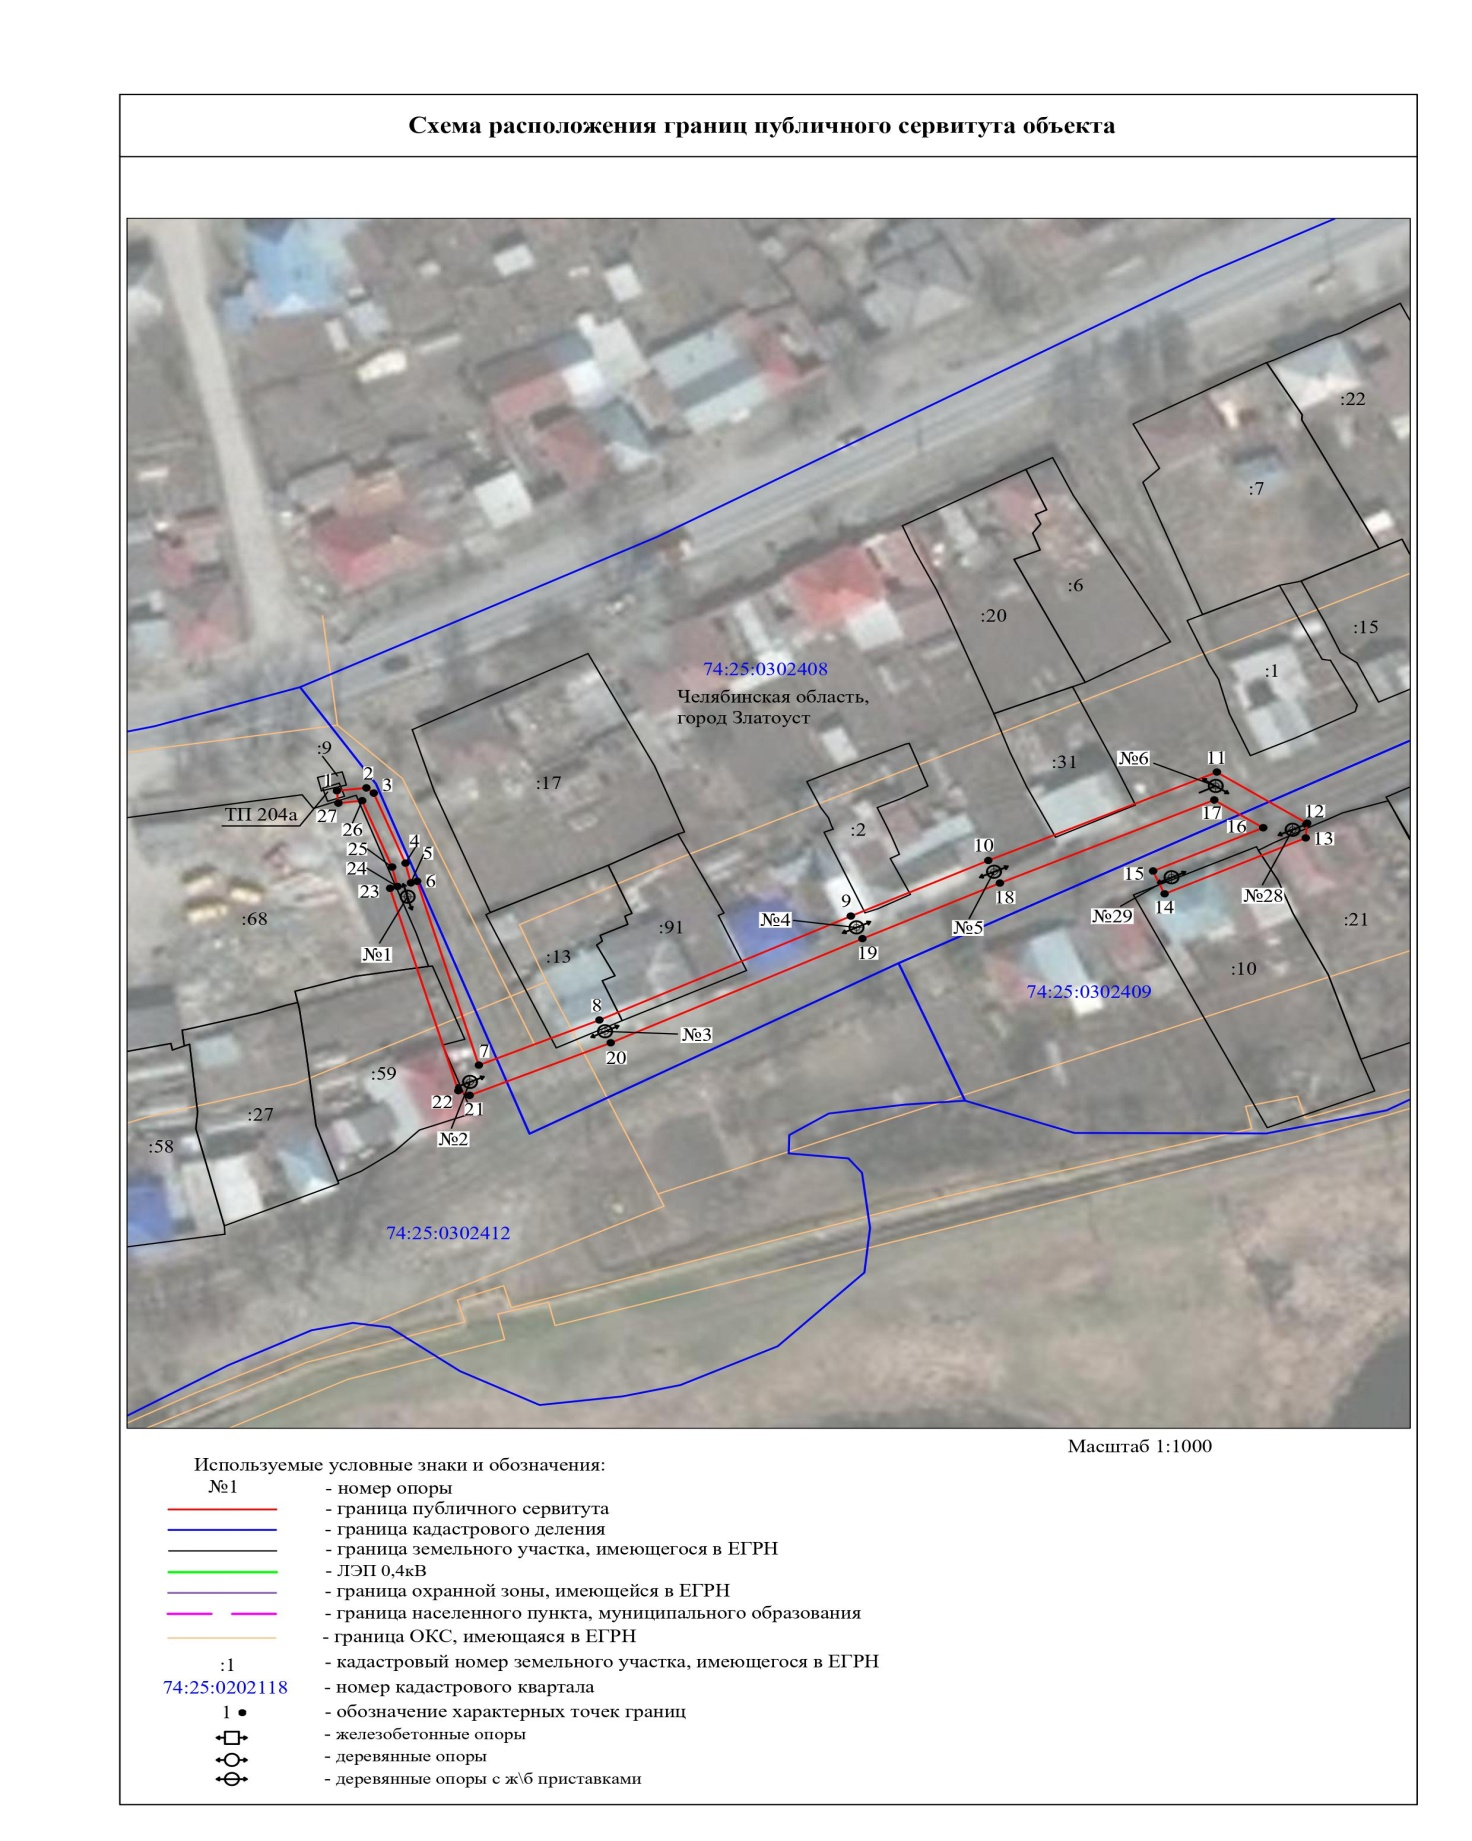 Схема расположения границ публичного сервитута объекта
:22
:7
:6
:20
:15
:1
74:25:0302408
Челябинская область,
город Златоуст
:9
1
2
3
:17
:31
№6
11
ТП 204а
27
26
17
16
12
13
:2
25
4
5
24
23
6
10
15
14
№28
№29
18
9
№4
№5
:68
:91
:21
№1
:13
19
:10
74:25:0302409
8
№3
20
7
:59
22
21
№2
:27
:58
74:25:0302412
Масштаб 1:1000
Используемые условные знаки и обозначения:
№1 - номер опоры
- граница публичного сервитута
- граница кадастрового деления
- граница земельного участка, имеющегося в ЕГРН
- ЛЭП 0,4кВ
- граница охранной зоны, имеющейся в ЕГРН
- граница населенного пункта, муниципального образования
- граница ОКС, имеющаяся в ЕГРН
:1 - кадастровый номер земельного участка, имеющегося в ЕГРН
74:25:0202118 - номер кадастрового квартала
1 - обозначение характерных точек границ
- железобетонные опоры
- деревянные опоры
- деревянные опоры с ж\б приставками